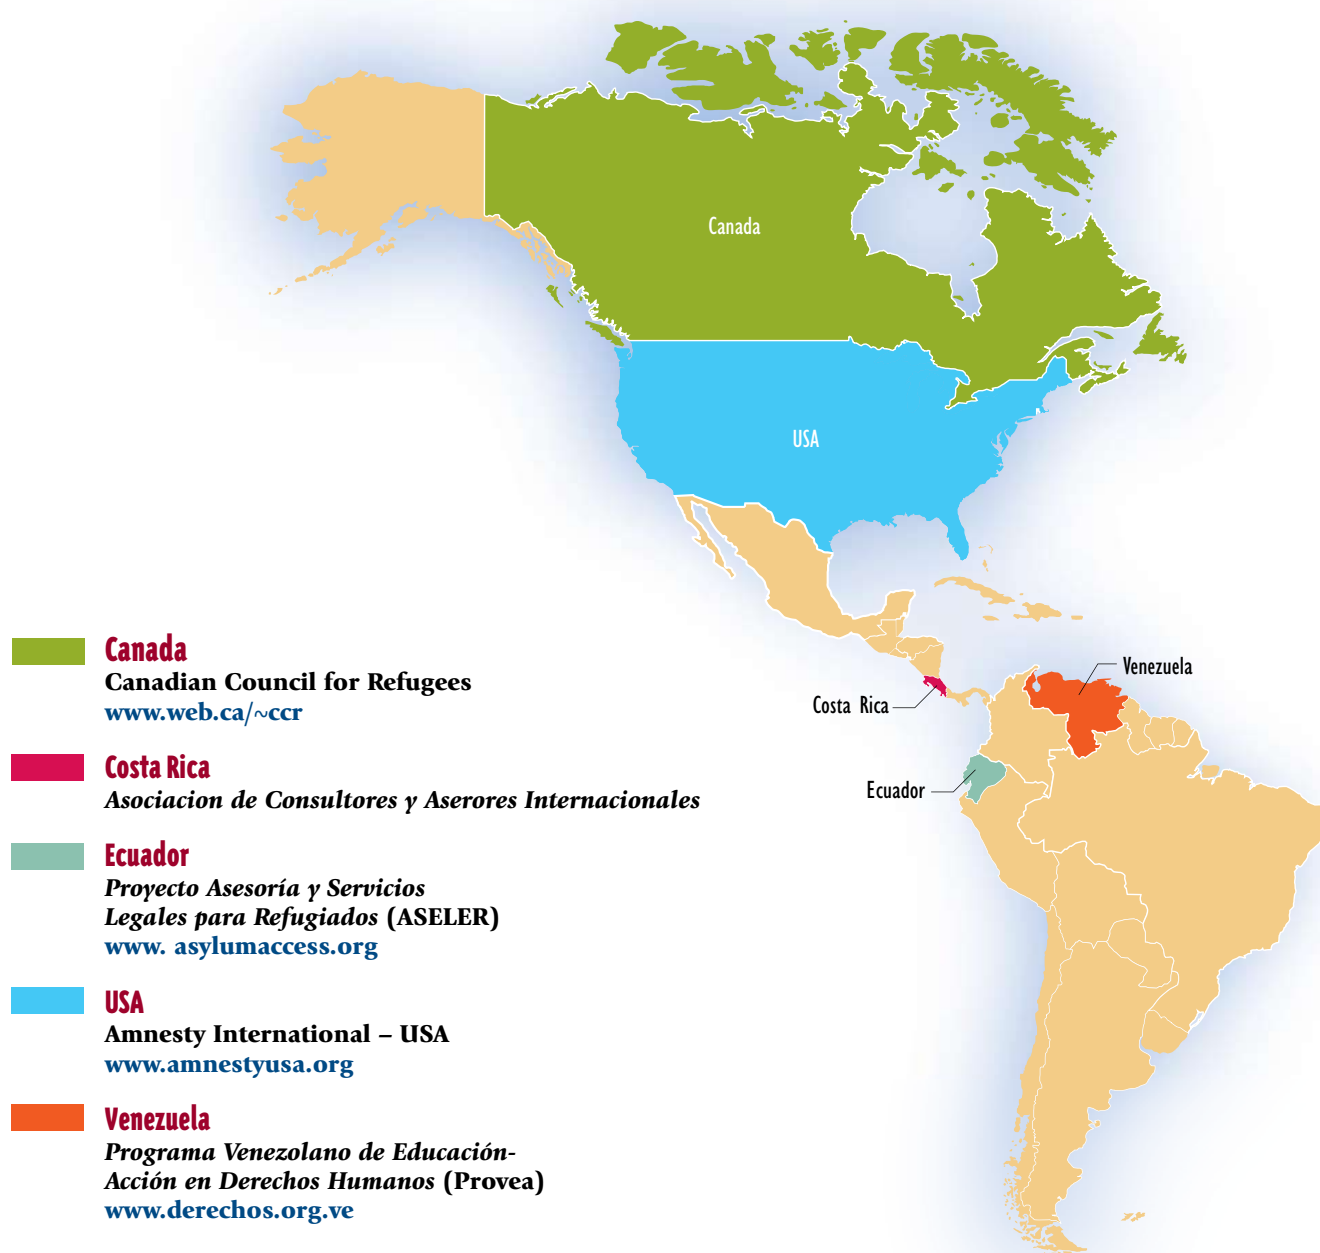 Canada
USA
Venezuela
Costa Rica
Ecuador
Canada
Canadian Council for Refugees
www.web.ca/~ccr
Costa Rica
Asociacion de Consultores y Aserores Internacionales
Ecuador
Proyecto Asesoría y Servicios
Legales para Refugiados (ASELER)
www. asylumaccess.org
USA
Amnesty International – USA
www.amnestyusa.org
Venezuela
Programa Venezolano de Educación-
Acción en Derechos Humanos (Provea)
www.derechos.org.ve